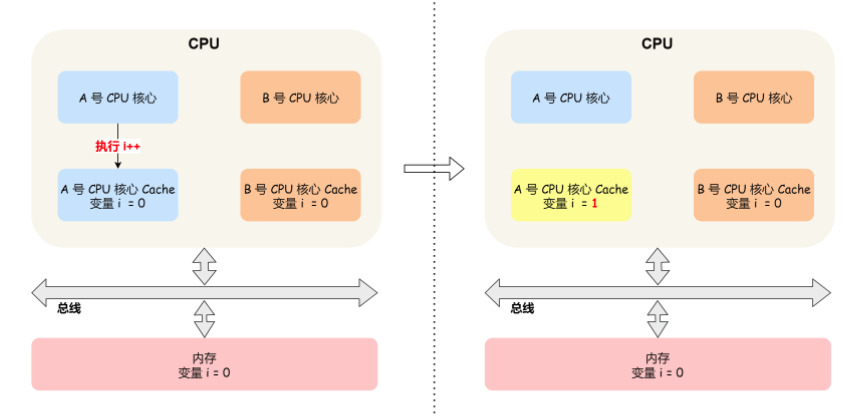 CPU
A 号 CPU 核心
B 号 CPU 核心
执行 i++
A 号 CPU 核心 Cache
变量 i = 0
B 号 CPU 核心 Cache
变量 i = 0
总线
内存
变量 i = 0
CPU
A 号 CPU 核心
B 号 CPU 核心
A 号 CPU 核心 Cache
变量 i = 1
B 号 CPU 核心 Cache
变量 i = 0
总线
内存
变量 i = 0